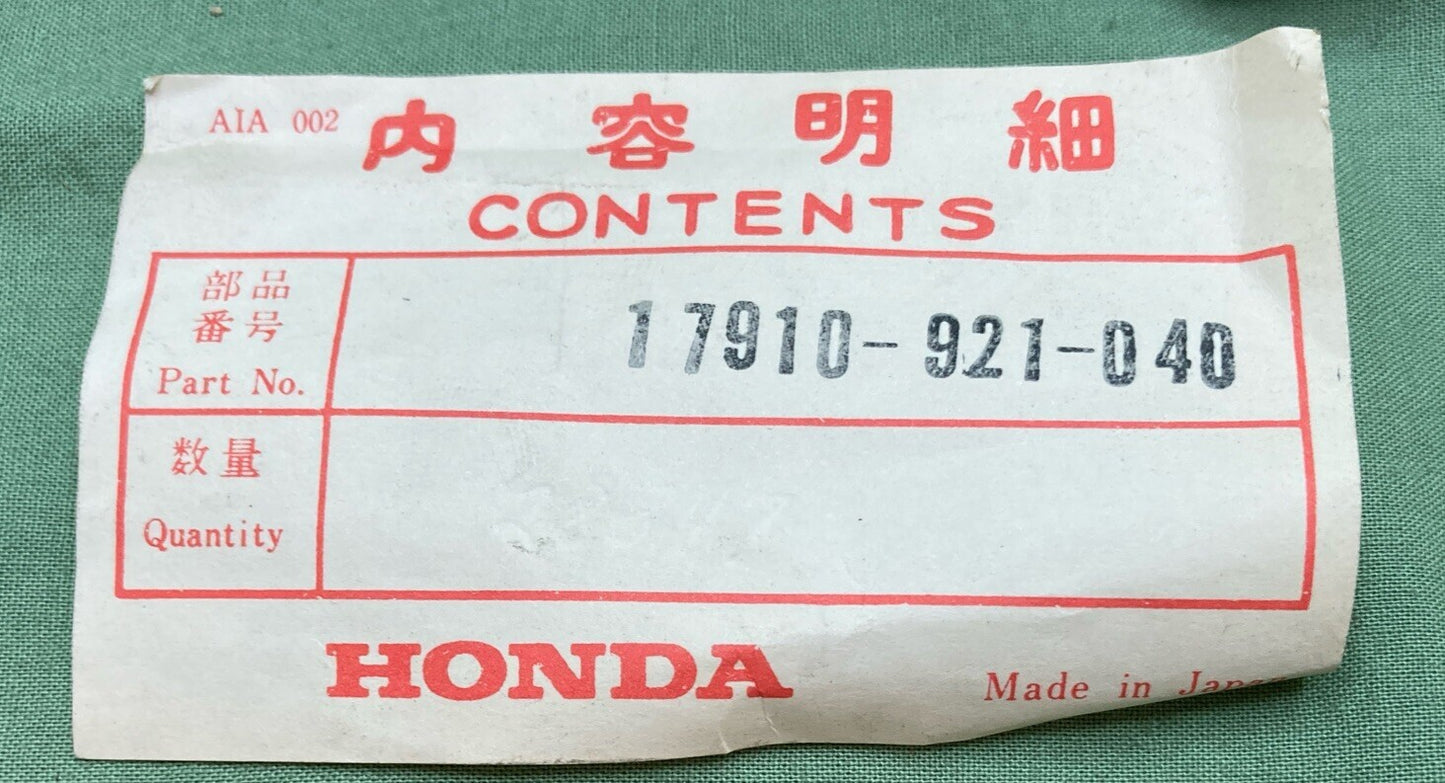 AIA 002 内容明細
CONTENTS
部品
番号
Part No.
17910-921-040
数量
Quantity
HONDA
Made in Japan